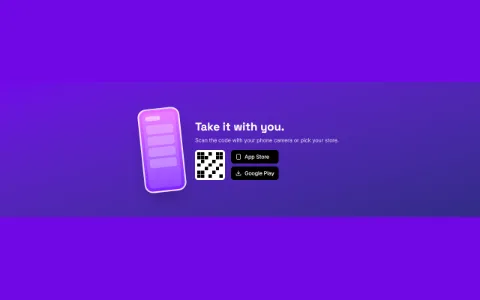 Take it with you.
Scan the code with your phone camera or pick your store.
App Store
Google Play